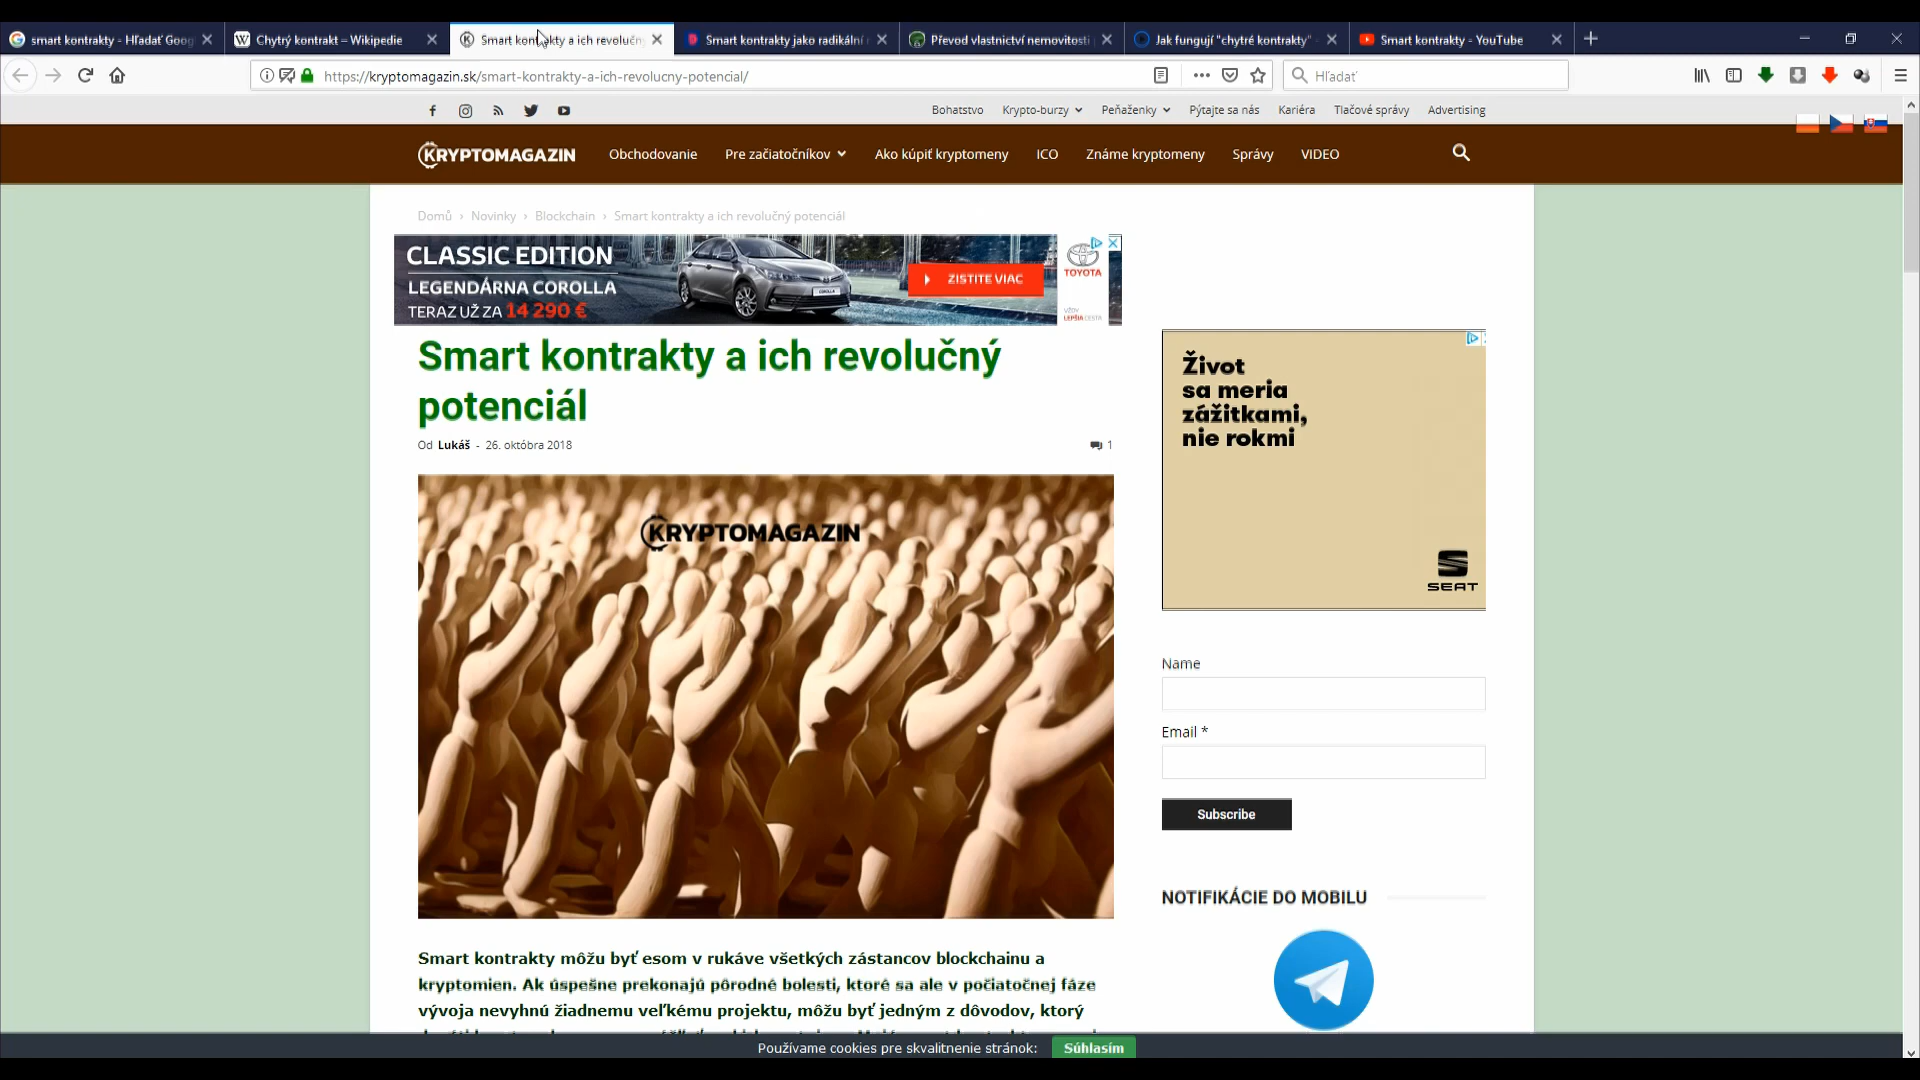 smart kontrakty - Hľadať Goog
Chytrý kontrakt – Wikipedie
Smart kontrakty a ich revolučn
Smart kontrakty jako radikální
Převod vlastnictví nemovitosti
Jak fungují "chytré kontrakty"
Smart kontrakty - YouTube
https://kryptomagazin.sk/smart-kontrakty-a-ich-revolucny-potencial/
Hľadať
Bohatstvo Krypto-burzy Peňaženky Pýtajte sa nás Kariéra Tlačové správy Advertising
KRYPTOMAGAZIN Obchodovanie Pre začiatočníkov Ako kúpiť kryptomeny ICO Známe kryptomeny Správy VIDEO
Domů › Novinky › Blockchain › Smart kontrakty a ich revolučný potenciál
CLASSIC EDITION
LEGENDÁRNA COROLLA
TERAZ UŽ ZA 14 290 €
COROLLA
ZISTITE VIAC
TOYOTA
VŽDY
LEPŠIA CESTA
Smart kontrakty a ich revolučný
potenciál
Od Lukáš - 26. októbra 2018
1
KRYPTOMAGAZIN
Smart kontrakty môžu byť esom v rukáve všetkých zástancov blockchainu a
kryptomien. Ak úspešne prekonajú pôrodné bolesti, ktoré sa ale v počiatočnej fáze
vývoja nevyhnú žiadnemu veľkému projektu, môžu byť jedným z dôvodov, ktorý
Život
sa meria
zážitkami,
nie rokmi
SEAT
Name
Email *
Subscribe
NOTIFIKÁCIE DO MOBILU
Používame cookies pre skvalitnenie stránok: Súhlasím